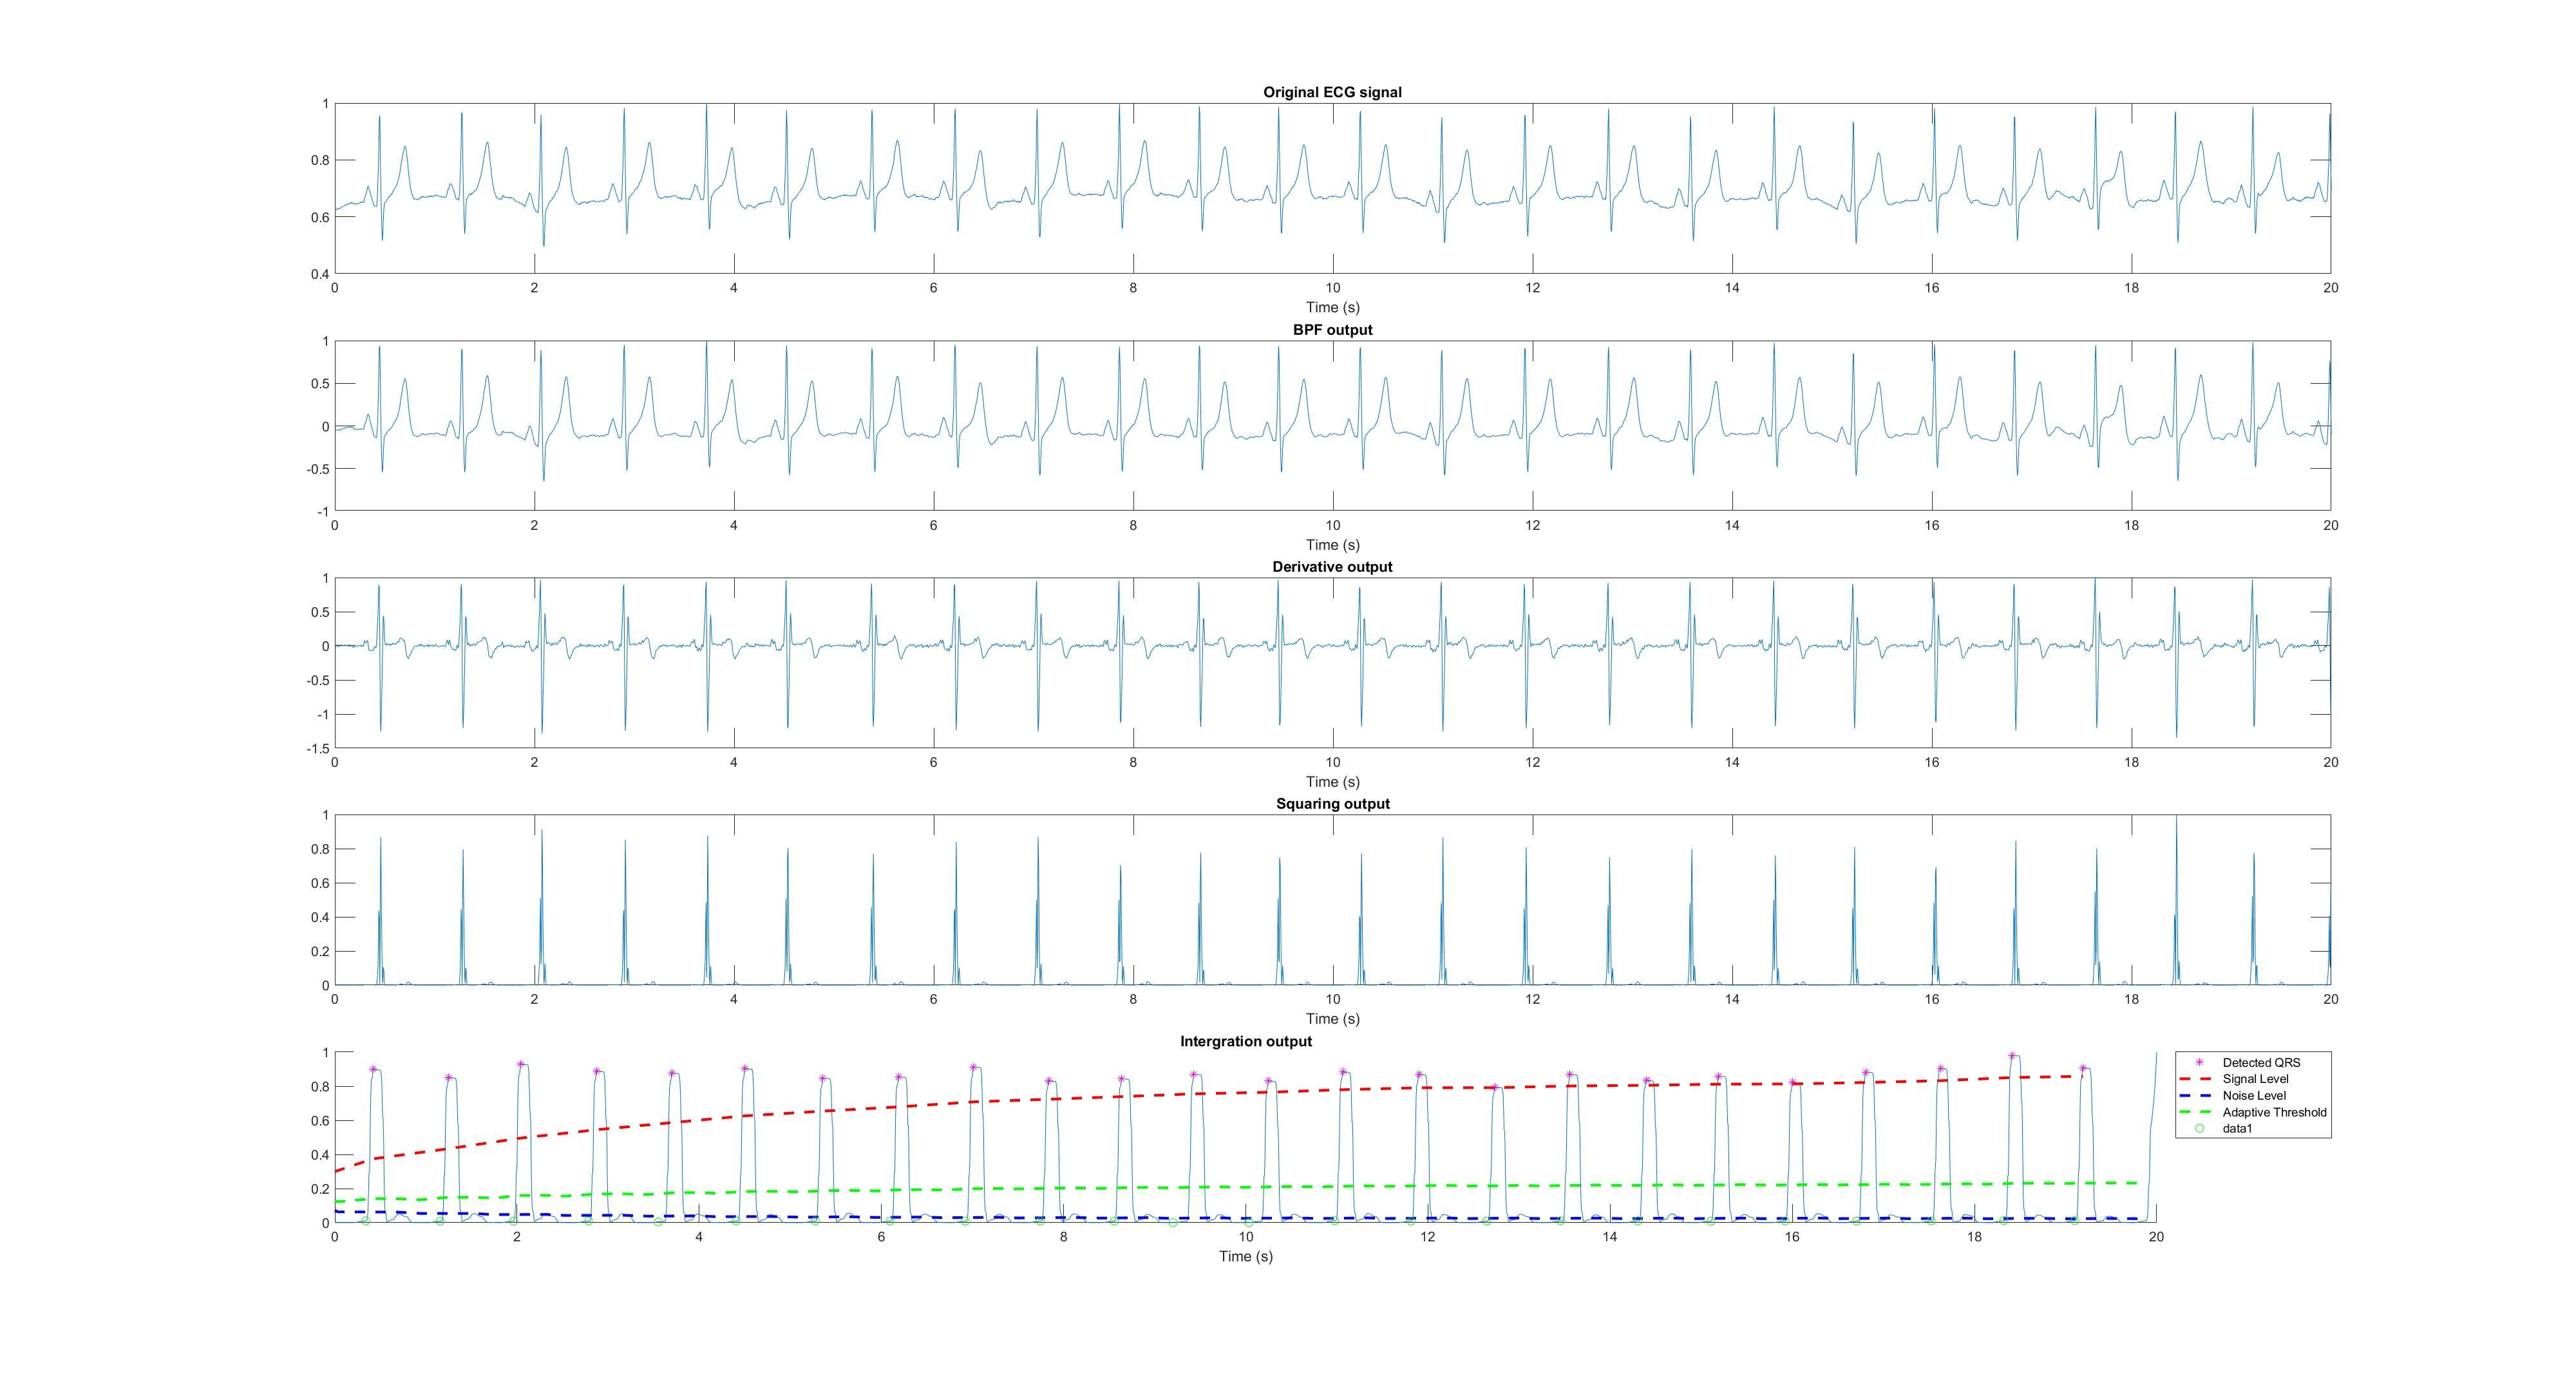 Original ECG signal
1
0.8
0.6
0.4
0 2 4 6 8 10 12 14 16 18 20
Time (s)
BPF output
1
0.5
0
-0.5
-1
0 2 4 6 8 10 12 14 16 18 20
Time (s)
Derivative output
1
0.5
0
-0.5
-1
-1.5
0 2 4 6 8 10 12 14 16 18 20
Time (s)
Squaring output
1
0.8
0.6
0.4
0.2
0
0 2 4 6 8 10 12 14 16 18 20
Time (s)
Intergration output
1
0.8
0.6
0.4
0.2
0
0 2 4 6 8 10 12 14 16 18 20
Time (s)
Detected QRS
Signal Level
Noise Level
Adaptive Threshold
data1